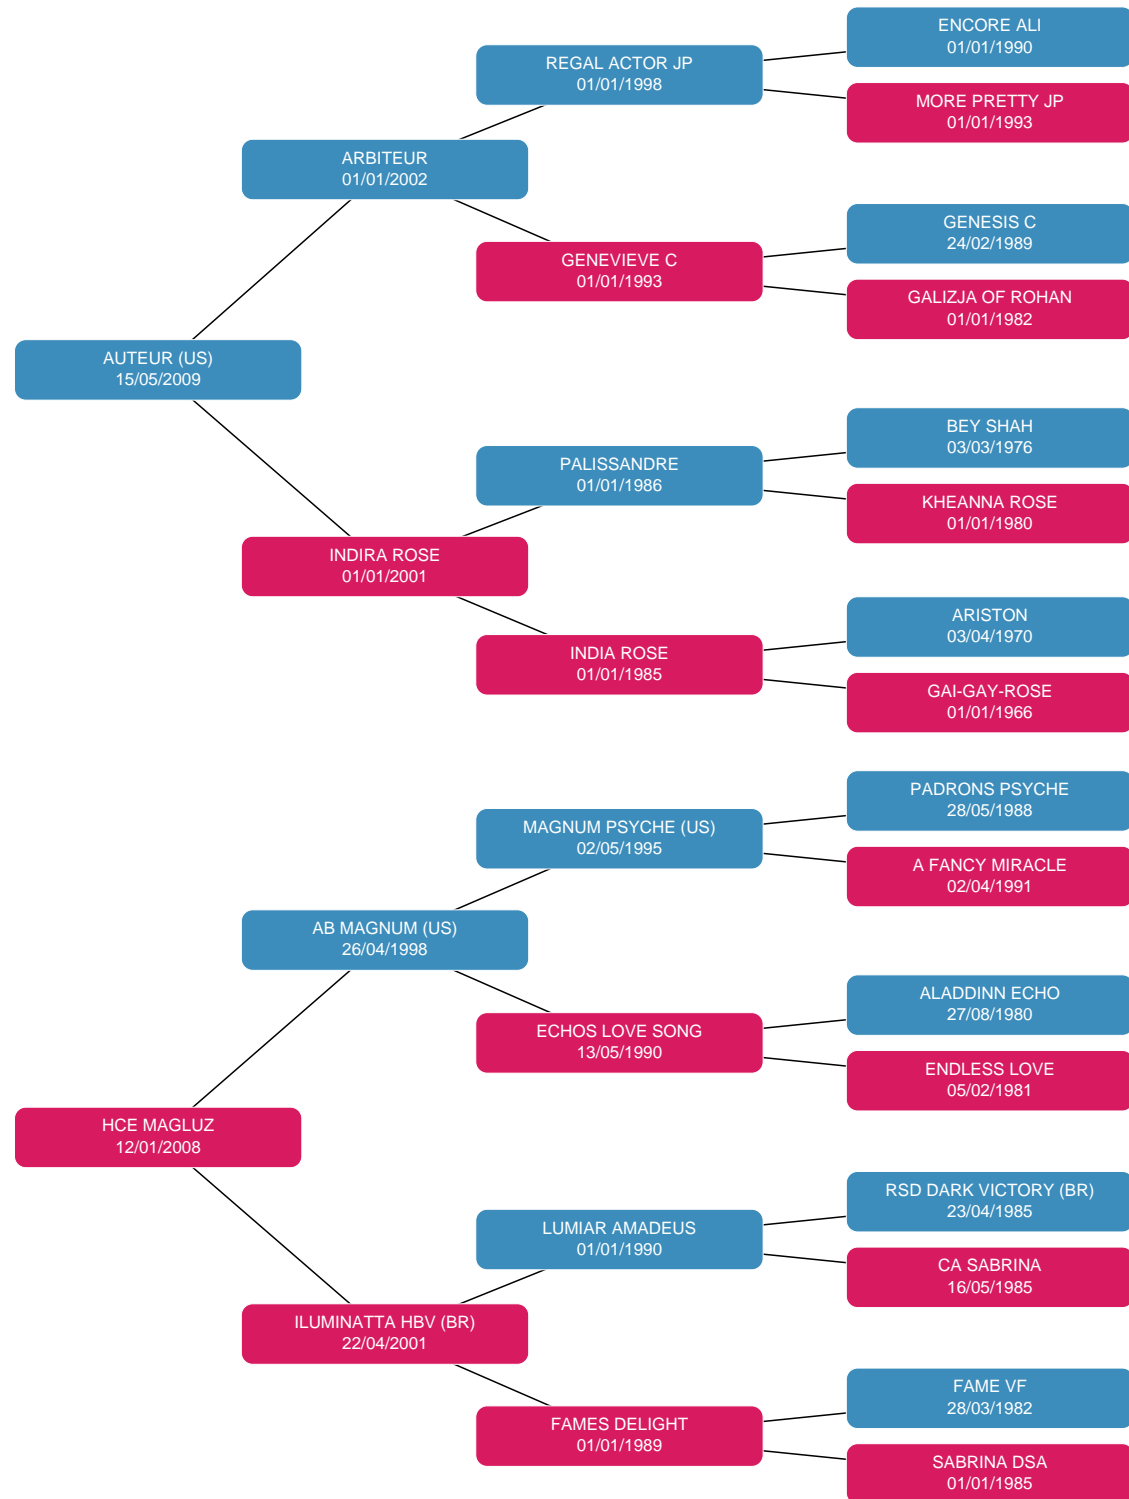 ENCORE ALI
01/01/1990
REGAL ACTOR JP
01/01/1998
MORE PRETTY JP
01/01/1993
ARBITEUR
01/01/2002
GENESIS C
24/02/1989
GENEVIEVE C
01/01/1993
GALIZJA OF ROHAN
01/01/1982
AUTEUR (US)
15/05/2009
BEY SHAH
03/03/1976
PALISSANDRE
01/01/1986
KHEANNA ROSE
01/01/1980
INDIRA ROSE
01/01/2001
ARISTON
03/04/1970
INDIA ROSE
01/01/1985
GAI-GAY-ROSE
01/01/1966
PADRONS PSYCHE
28/05/1988
MAGNUM PSYCHE (US)
02/05/1995
A FANCY MIRACLE
02/04/1991
AB MAGNUM (US)
26/04/1998
ALADDINN ECHO
27/08/1980
ECHOS LOVE SONG
13/05/1990
ENDLESS LOVE
05/02/1981
HCE MAGLUZ
12/01/2008
RSD DARK VICTORY (BR)
23/04/1985
LUMIAR AMADEUS
01/01/1990
CA SABRINA
16/05/1985
ILUMINATTA HBV (BR)
22/04/2001
FAME VF
28/03/1982
FAMES DELIGHT
01/01/1989
SABRINA DSA
01/01/1985